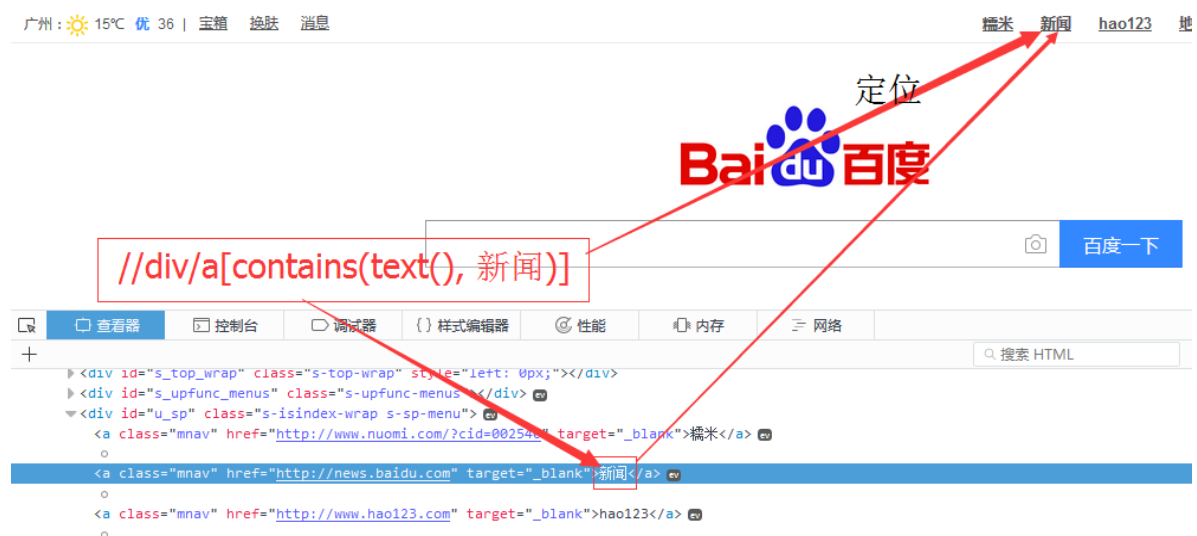 广州： 15℃ 优 36 | 宝箱 换肤 消息 糯米 新闻 hao123
定位
Baidu百度
百度一下
//div/a[contains(text(), 新闻)]
查看器 控制台 调试器 {} 样式编辑器 性能 内存 网络
+ 搜索 HTML
<div id="s_top_wrap" class="s-top-wrap" style="left: 0px;"></div>
<div id="s_upfunc_menus" class="s-upfunc-menus"></div> ev
<div id="u_sp" class="s-isindex-wrap s-sp-menu"> ev
<a class="mnav" href="http://www.nuomi.com/?cid=002540" target="_blank">糯米</a> ev
<a class="mnav" href="http://news.baidu.com" target="_blank">新闻</a> ev
<a class="mnav" href="http://www.hao123.com" target="_blank">hao123</a> ev